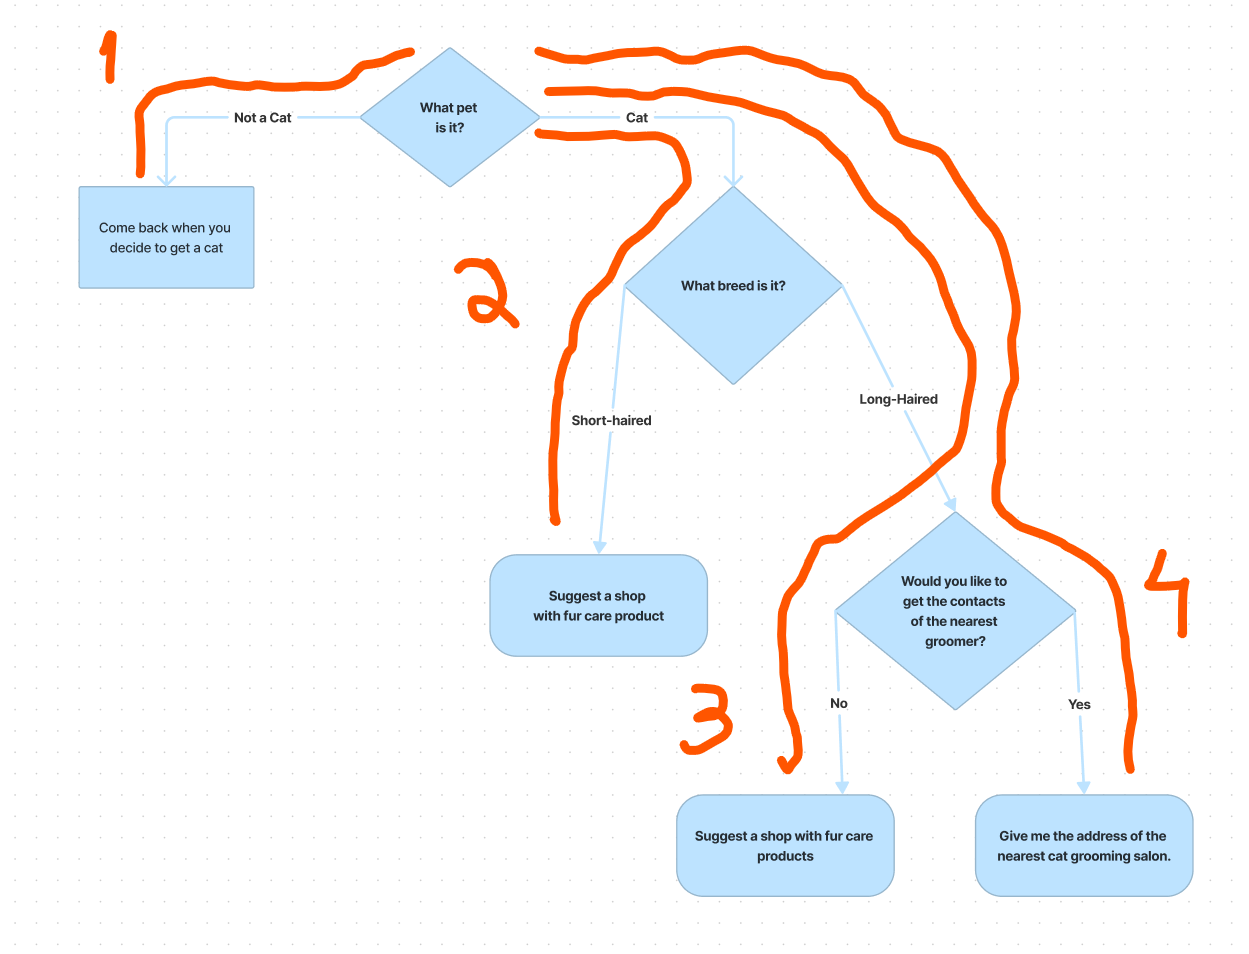 1
What pet
is it?
Not a Cat
Cat
Come back when you
decide to get a cat
2
What breed is it?
Short-haired
Long-Haired
Suggest a shop
with fur care product
Would you like to
get the contacts
of the nearest
groomer?
4
3
No
Yes
Suggest a shop with fur care
products
Give me the address of the
nearest cat grooming salon.